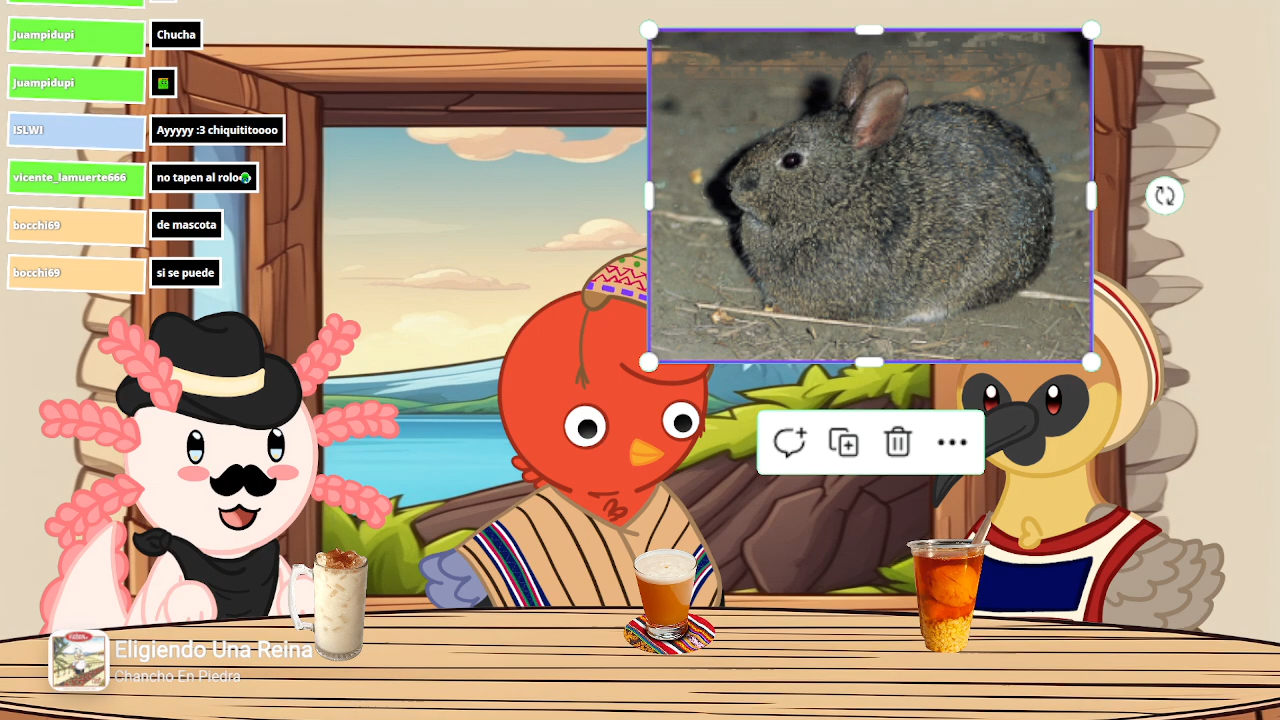 Juampidupi
Chucha
Juampidupi
ISLWI
Ayyyyy :3 chiquititoooo
vicente_lamuerte666
no tapen al rolo
bocchi69
de mascota
bocchi69
si se puede
Eligiendo Una Reina
Chancho En Piedra